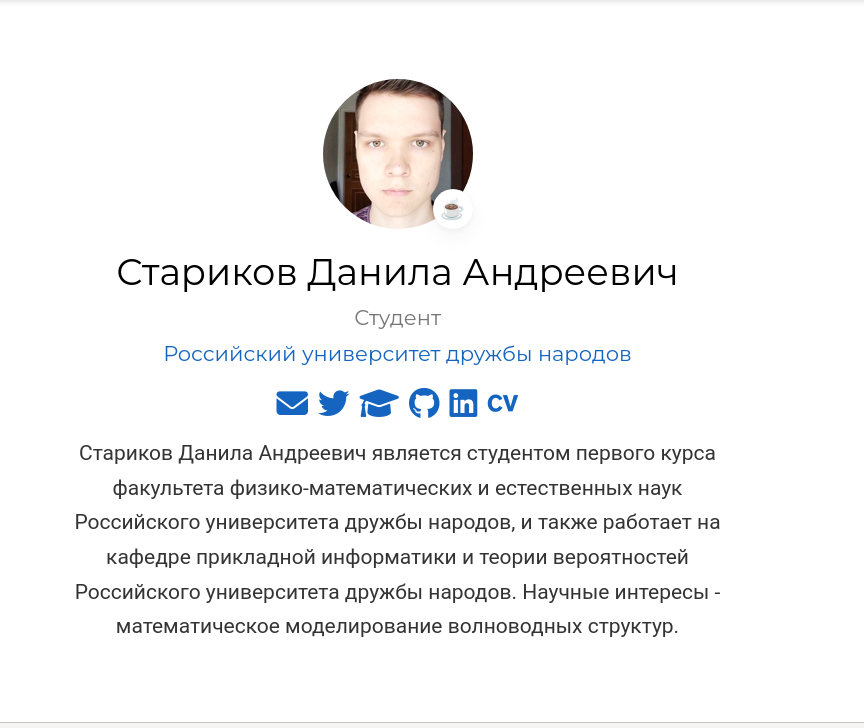 Стариков Данила Андреевич
Студент
Российский университет дружбы народов
CV
Стариков Данила Андреевич является студентом первого курса
факультета физико-математических и естественных наук
Российского университета дружбы народов, и также работает на
кафедре прикладной информатики и теории вероятностей
Российского университета дружбы народов. Научные интересы -
математическое моделирование волноводных структур.